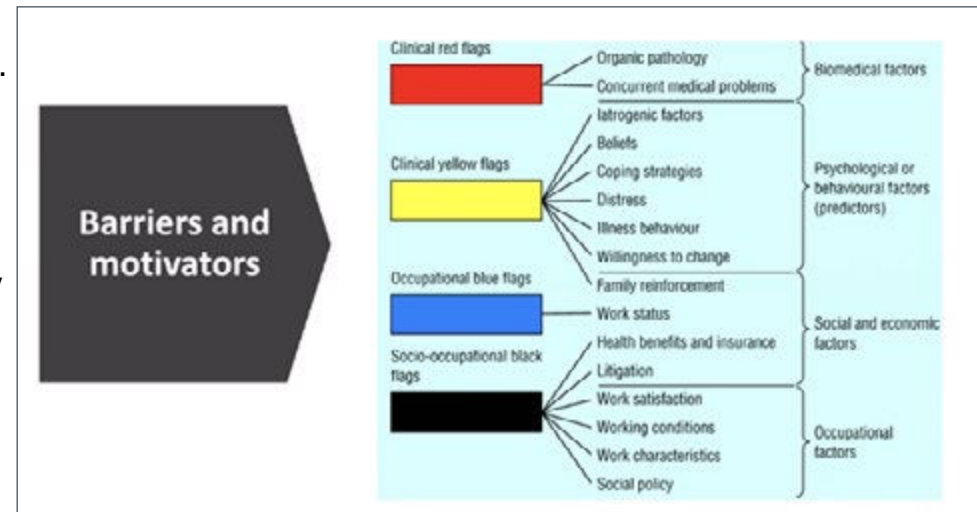 Barriers and
motivators
Clinical red flags
Organic pathology
Concurrent medical problems
Biomedical factors
Clinical yellow flags
Iatrogenic factors
Beliefs
Coping strategies
Distress
Illness behaviour
Willingness to change
Family reinforcement
Psychological or
behavioural factors
(predictors)
Occupational blue flags
Work status
Socio-occupational black
flags
Health benefits and insurance
Litigation
Social and economic
factors
Work satisfaction
Working conditions
Work characteristics
Social policy
Occupational
factors